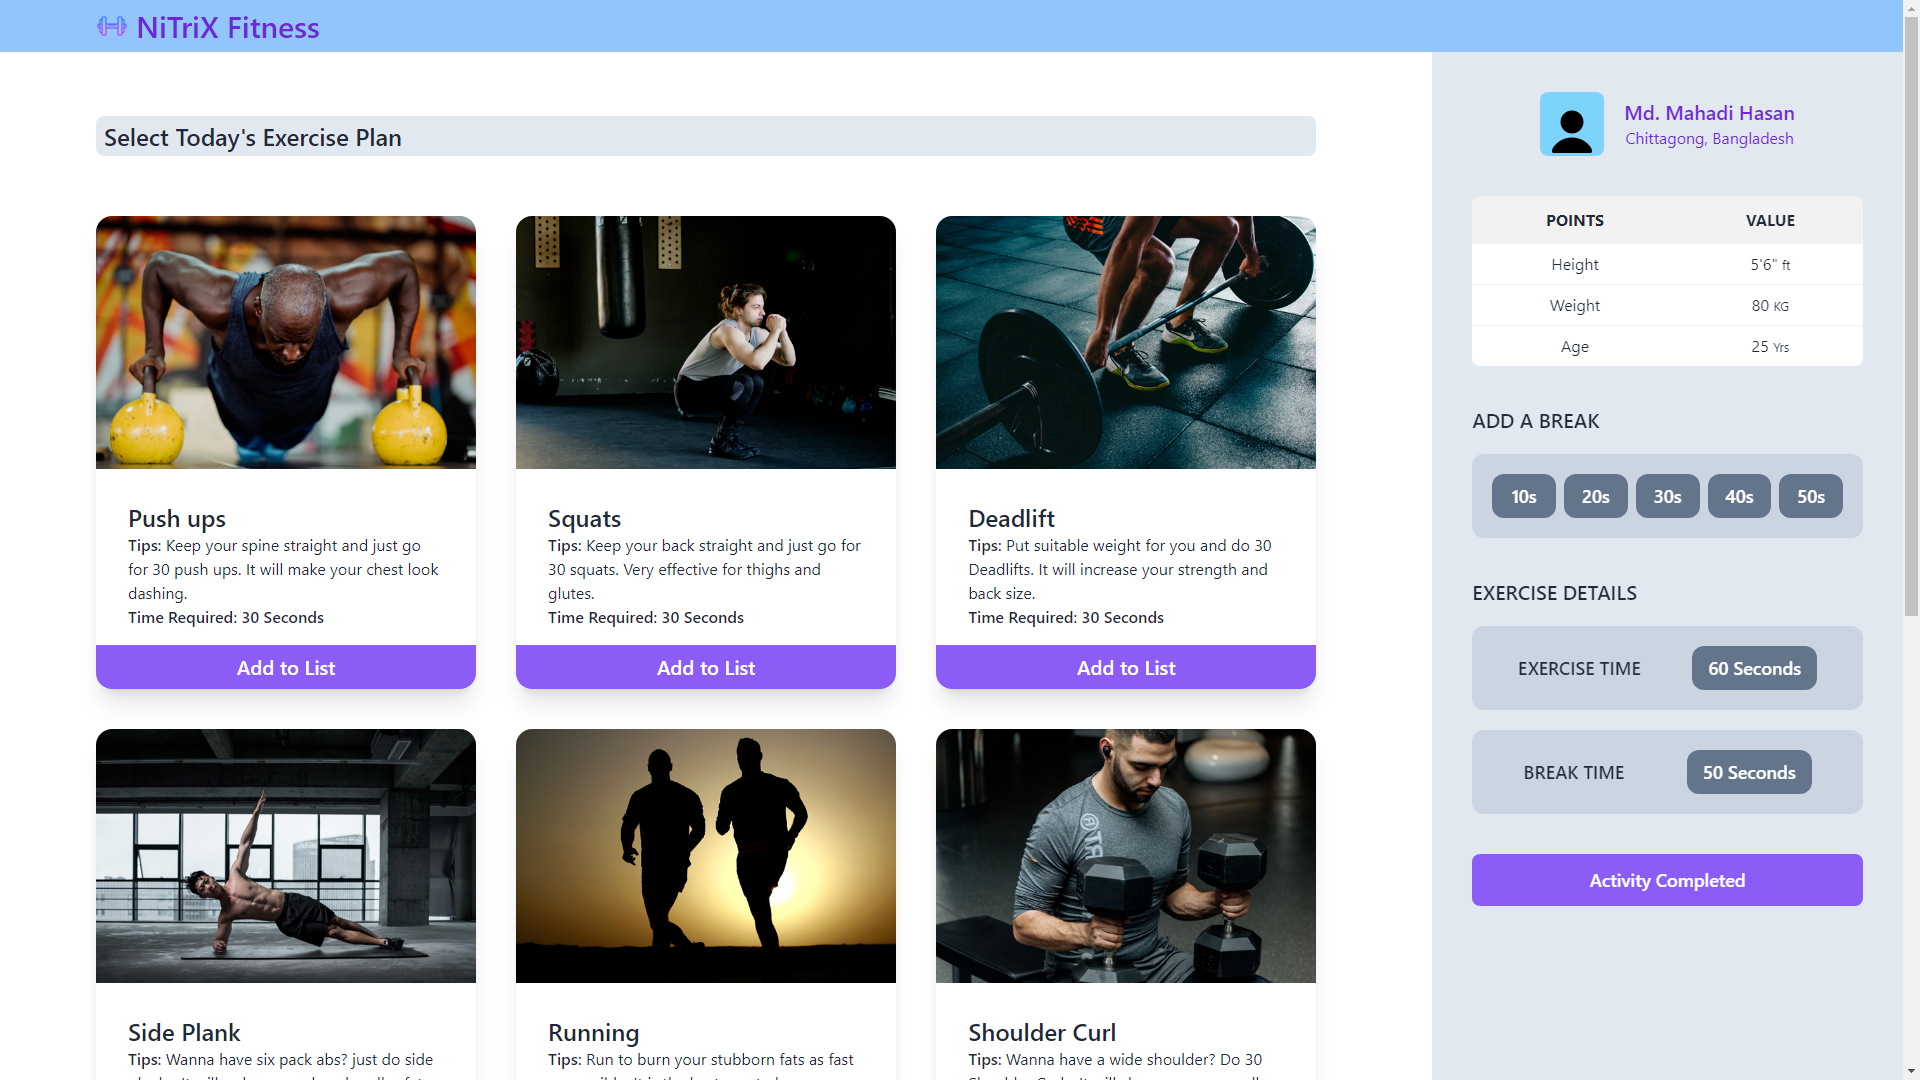 NiTriX Fitness
Select Today's Exercise Plan
Push ups
Tips: Keep your spine straight and just go
for 30 push ups. It will make your chest look
dashing.
Time Required: 30 Seconds
Add to List
Squats
Tips: Keep your back straight and just go for
30 squats. Very effective for thighs and
glutes.
Time Required: 30 Seconds
Add to List
Deadlift
Tips: Put suitable weight for you and do 30
Deadlifts. It will increase your strength and
back size.
Time Required: 30 Seconds
Add to List
Side Plank
Tips: Wanna have six pack abs? just do side
Running
Tips: Run to burn your stubborn fats as fast
Shoulder Curl
Tips: Wanna have a wide shoulder? Do 30
Md. Mahadi Hasan
Chittagong, Bangladesh
POINTS VALUE
Height 5'6" ft
Weight 80 KG
Age 25 Yrs
ADD A BREAK
10s 20s 30s 40s 50s
EXERCISE DETAILS
EXERCISE TIME 60 Seconds
BREAK TIME 50 Seconds
Activity Completed